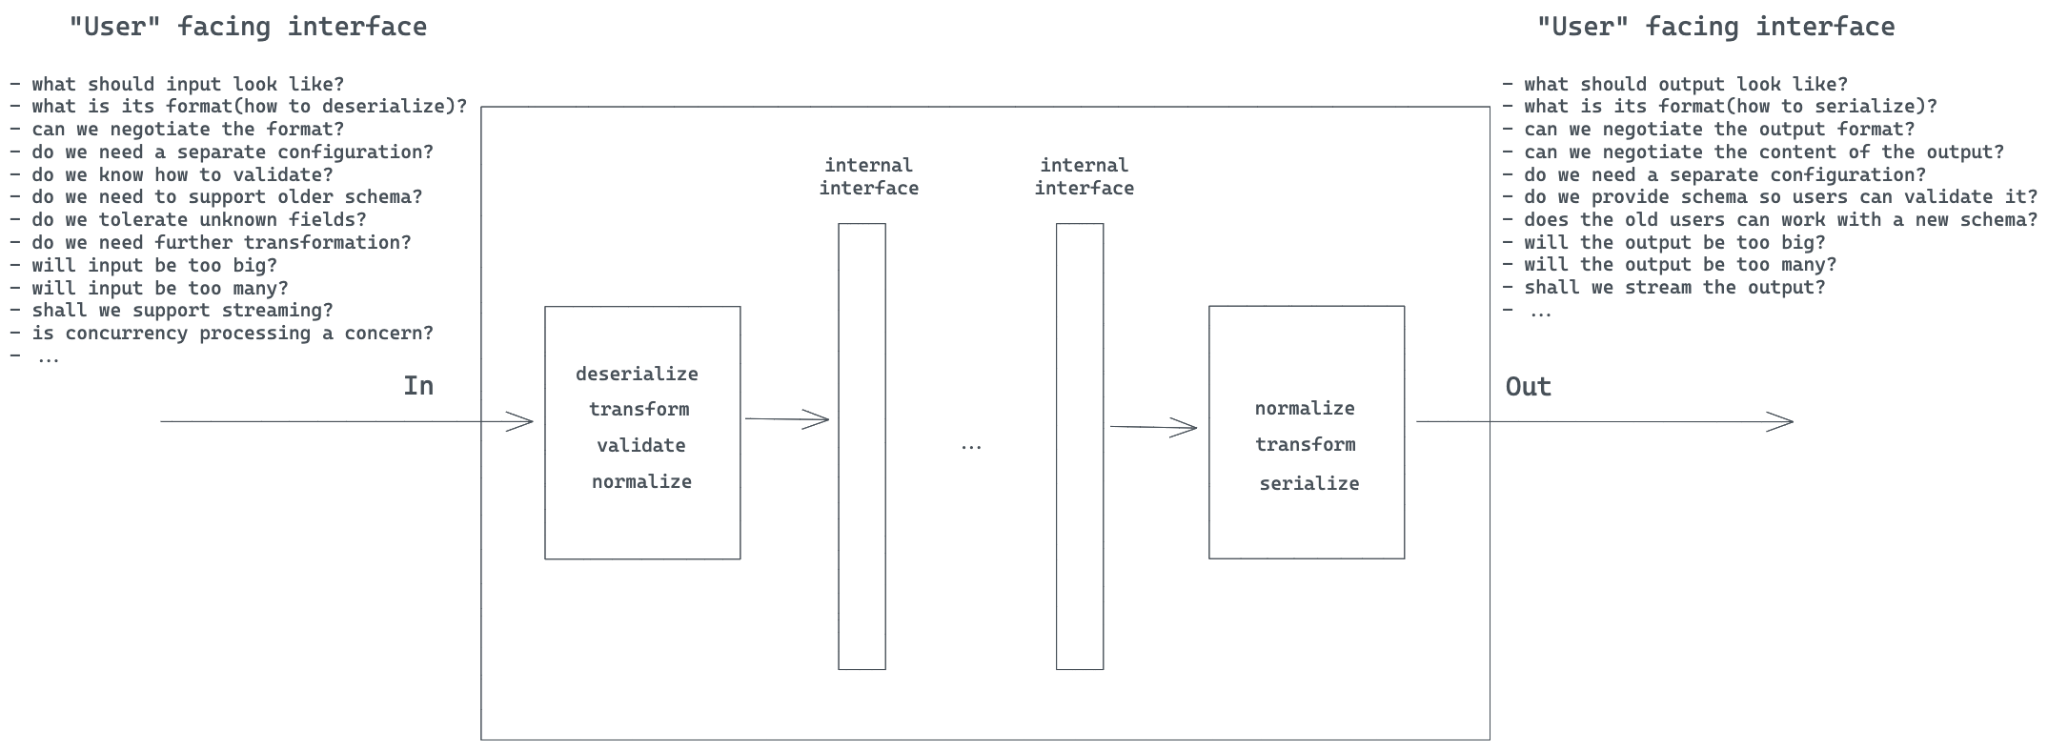 "User" facing interface
- what should input look like?
- what is its format(how to deserialize)?
- can we negotiate the format?
- do we need a separate configuration?
- do we know how to validate?
- do we need to support older schema?
- do we tolerate unknown fields?
- do we need further transformation?
- will input be too big?
- will input be too many?
- shall we support streaming?
- is concurrency processing a concern?
- ...
In
deserialize
transform
validate
normalize
internal
interface
...
internal
interface
normalize
transform
serialize
"User" facing interface
- what should output look like?
- what is its format(how to serialize)?
- can we negotiate the output format?
- can we negotiate the content of the output?
- do we need a separate configuration?
- do we provide schema so users can validate it?
- does the old users can work with a new schema?
- will the output be too big?
- will the output be too many?
- shall we stream the output?
- ...
Out